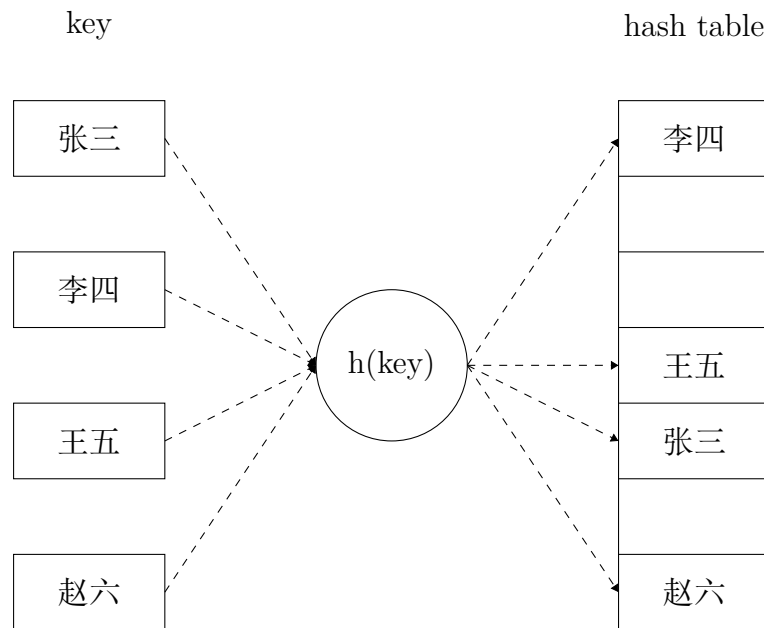 key
hash table
张三
李四
王五
赵六
h(key)
李四
王五
张三
赵六